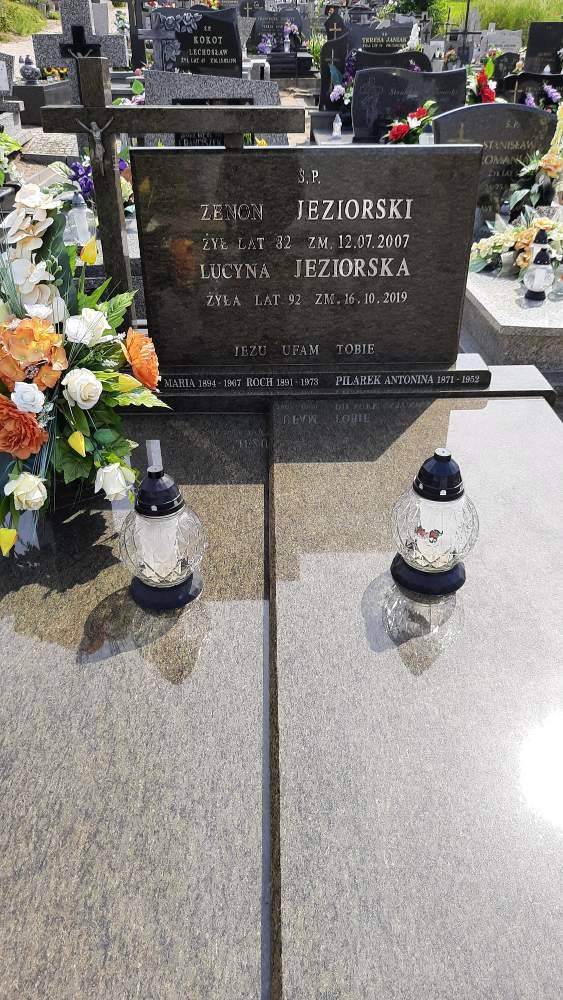 KOKOT
LECHOSŁAW
TERESA JANIAK
Ś.P.
ZENON JEZIORSKI
ŻYŁ LAT 82 ZM. 12.07.2007
LUCYNA JEZIORSKA
ŻYŁA LAT 92 ZM. 16.10.2019
JEZU UFAM TOBIE
MARIA 1894 - 1967 ROCH 1891 - 1973 PILAREK ANTONINA 1871 - 1952
KOKOT
Ś.P.
STANISŁAW